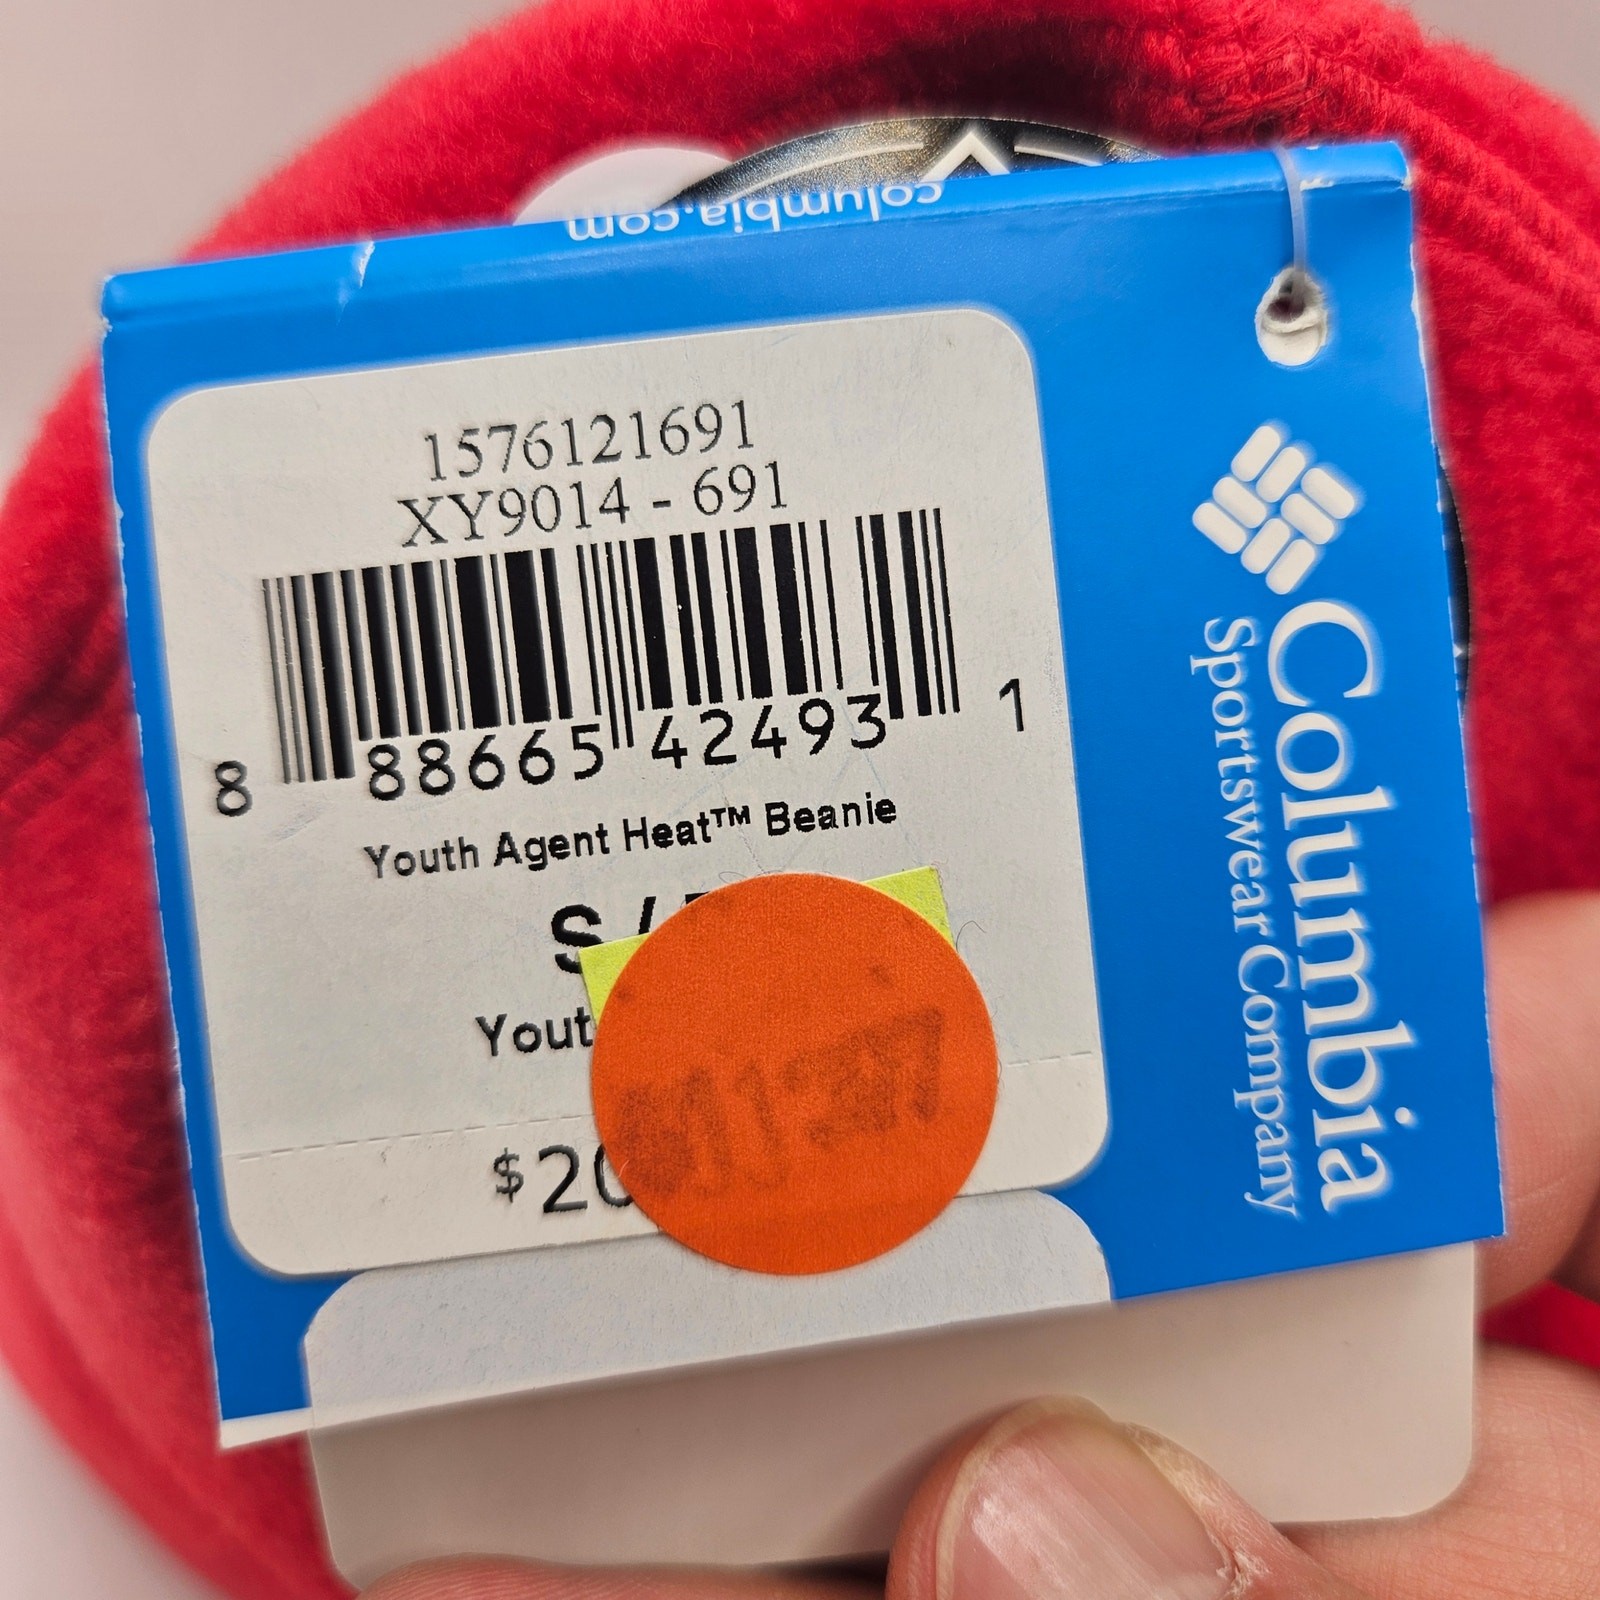 columbia.com
1576121691
XY9014 - 691
8 88665 42493 1
Youth Agent Heat™ Beanie
S/
Yout
$20
Columbia
Sportswear Company